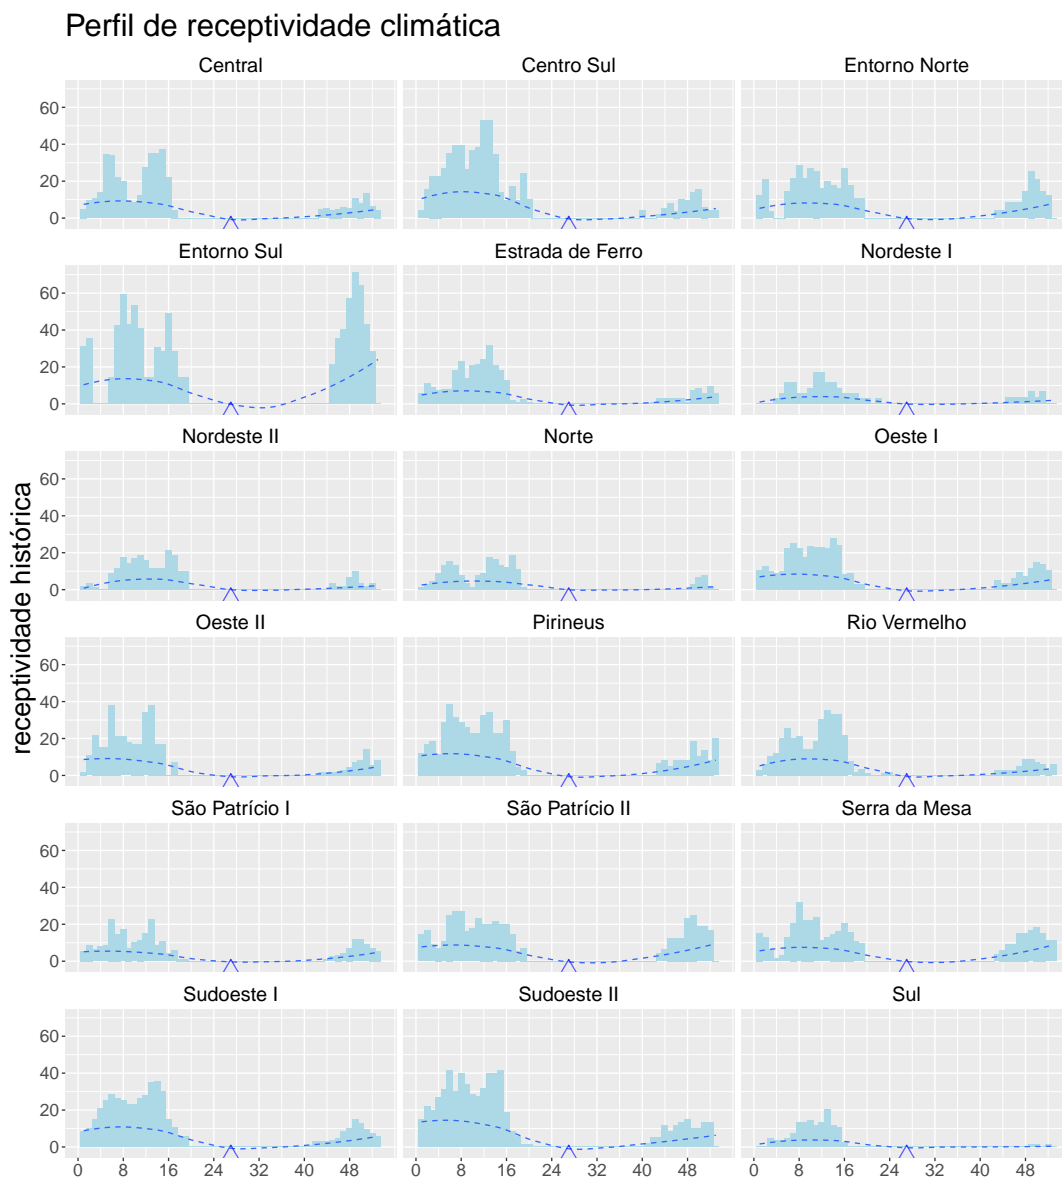 Perfil de receptividade climática
Central Centro Sul Entorno Norte
60
40
20
0
Entorno Sul Estrada de Ferro Nordeste I
60
40
20
0
Nordeste II Norte Oeste I
60
40
20
0
receptividade histórica
Oeste II Pirineus Rio Vermelho
60
40
20
0
São Patrício I São Patrício II Serra da Mesa
60
40
20
0
Sudoeste I Sudoeste II Sul
60
40
20
0
0 8 16 24 32 40 48 0 8 16 24 32 40 48 0 8 16 24 32 40 48